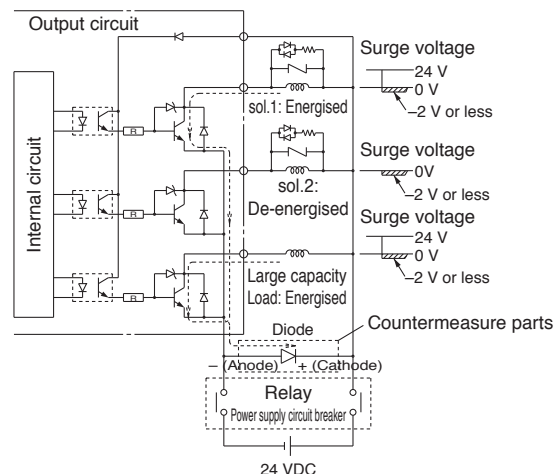 Output circuit
Internal circuit
R
R
R
sol.1: Energised
sol.2:
De-energised
Large capacity
Load: Energised
Surge voltage
24 V
0 V
–2 V or less
Surge voltage
0V
–2 V or less
Surge voltage
24 V
0 V
–2 V or less
Countermeasure parts
Diode
– (Anode)
+ (Cathode)
Relay
Power supply circuit breaker
24 VDC